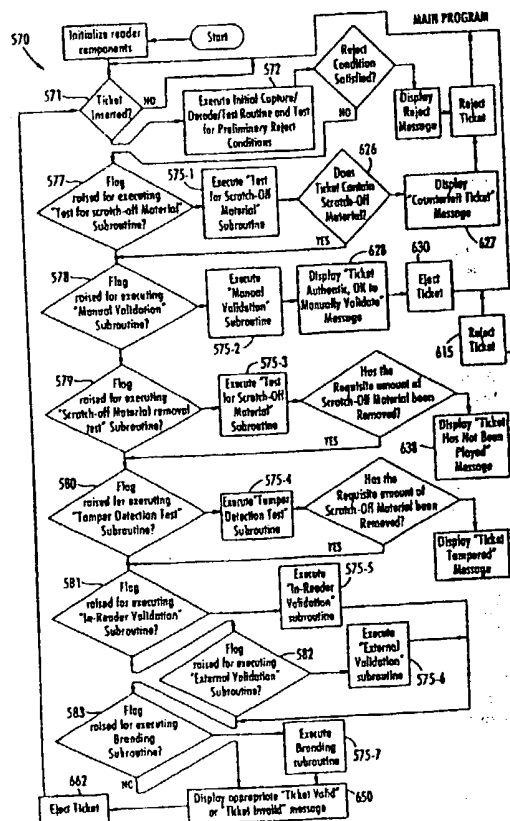 MAIN PROGRAM
570
Initialize reader
components
Start
571
Ticket
Inserted?
NO
572
Execute Initial Capture/
Decode/Test Routine and Test
for Preliminary Reject
Conditions
Reject
Condition
Satisfied?
NO
Display
Reject
Message
Reject
Ticket
577
Flag
raised for executing
"Test for scratch-off Material"
Subroutine?
575-1
Execute "Test
for Scratch-Off
Material"
Subroutine
626
Does
Ticket Contain
Scratch-Off
Material?
YES
Display
"Counterfeit Ticket"
Message
627
578
Flag
raised for executing
"Manual Validation"
Subroutine?
Execute
"Manual
Validation"
Subroutine
575-2
628
Display "Ticket
Authentic, OK to
Manually Validate"
Message
630
Eject
Ticket
615
Reject
Ticket
579
Flag
raised for executing
"Scratch-off Material removal
test" Subroutine?
575-3
Execute "Test
for Scratch-Off
Material"
Subroutine
Has the
Requisite amount of
Scratch-Off Material been
Removed?
YES
Display "Ticket
Has Not Been
Played"
Message
638
580
Flag
raised for executing
"Tamper Detection Test"
Subroutine?
575-4
Execute "Tamper
Detection Test"
Subroutine
Has the
Requisite amount of
Scratch-Off Material been
Removed?
YES
Display "Ticket
Tampered"
Message
581
Flag
raised for executing
"In-Reader
Validation"
Subroutine?
575-5
Execute
"In-Reader
Validation"
subroutine
582
Flag
raised for executing
"External Validation"
Subroutine?
Execute
"External
Validation"
subroutine
575-6
583
Flag
raised for executing
Branding
Subroutine?
NO
Execute
Branding
subroutine
575-7
662
Eject Ticket
Display appropriate "Ticket Valid"
or "Ticket Invalid" message
650